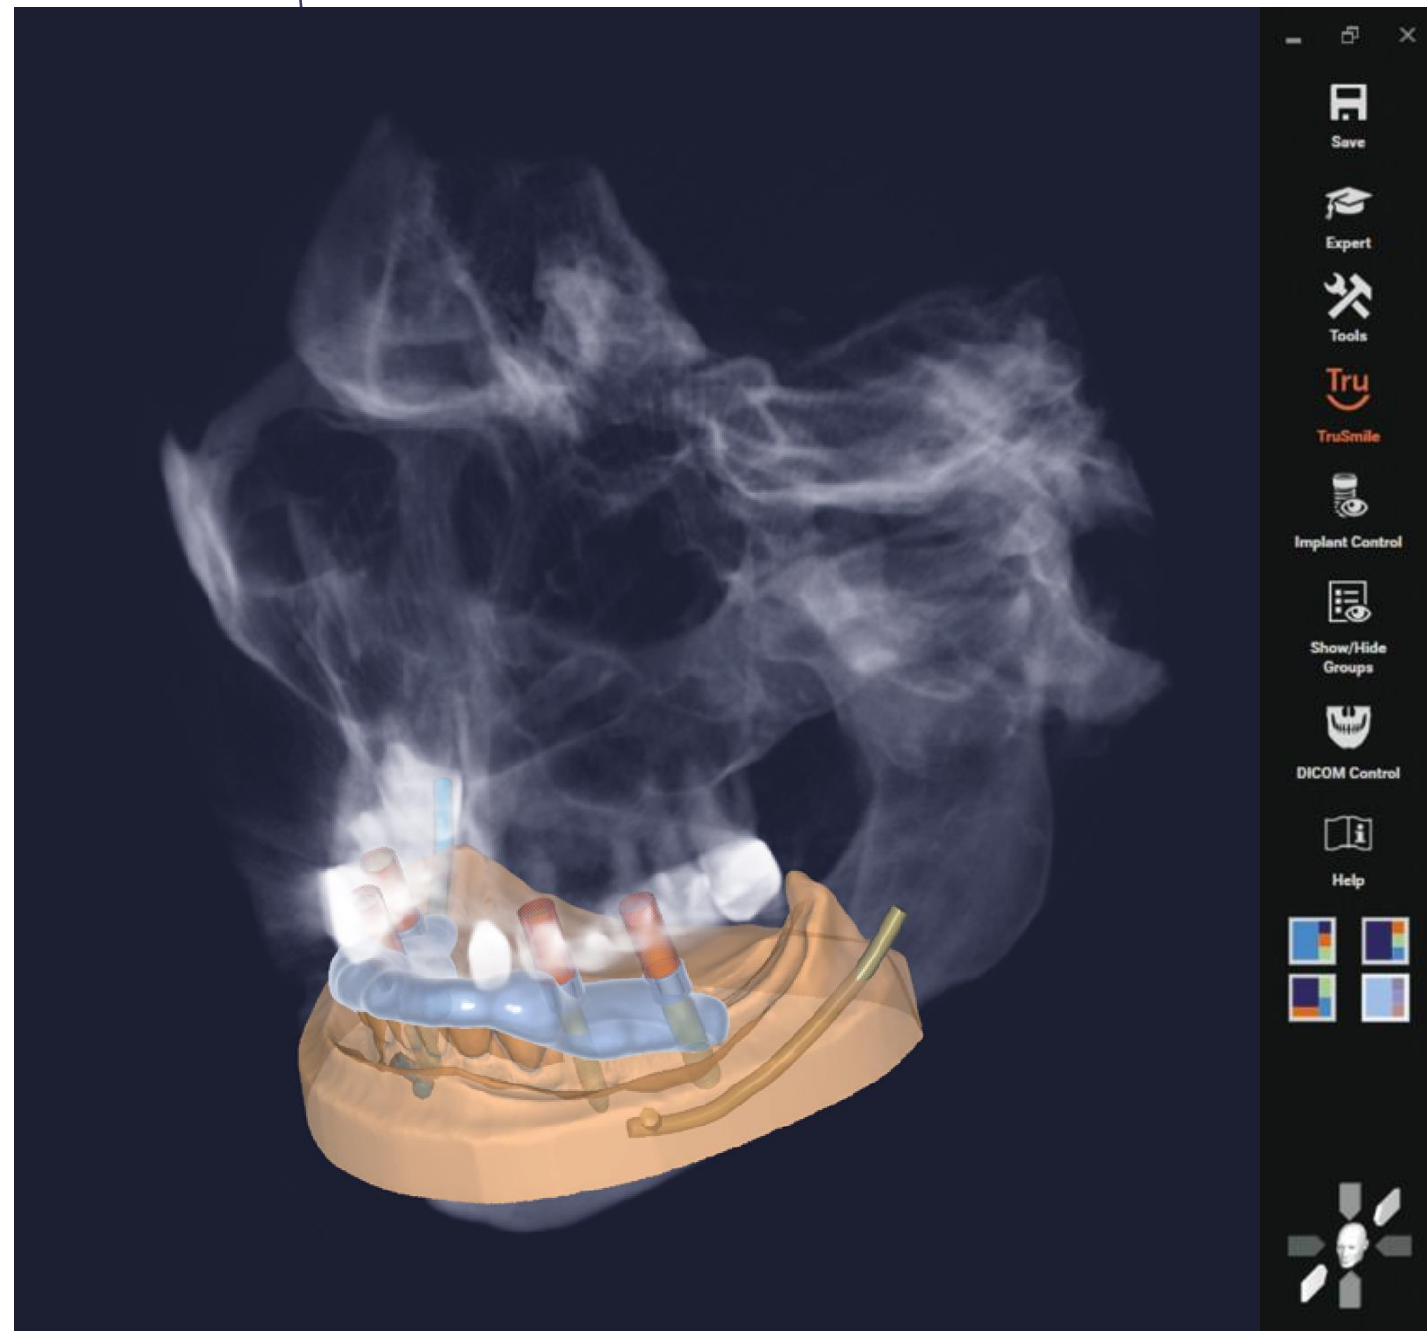 Save
Expert
Tools
Tru
TruSmile
Implant Control
Show/Hide
Groups
DICOM Control
Help